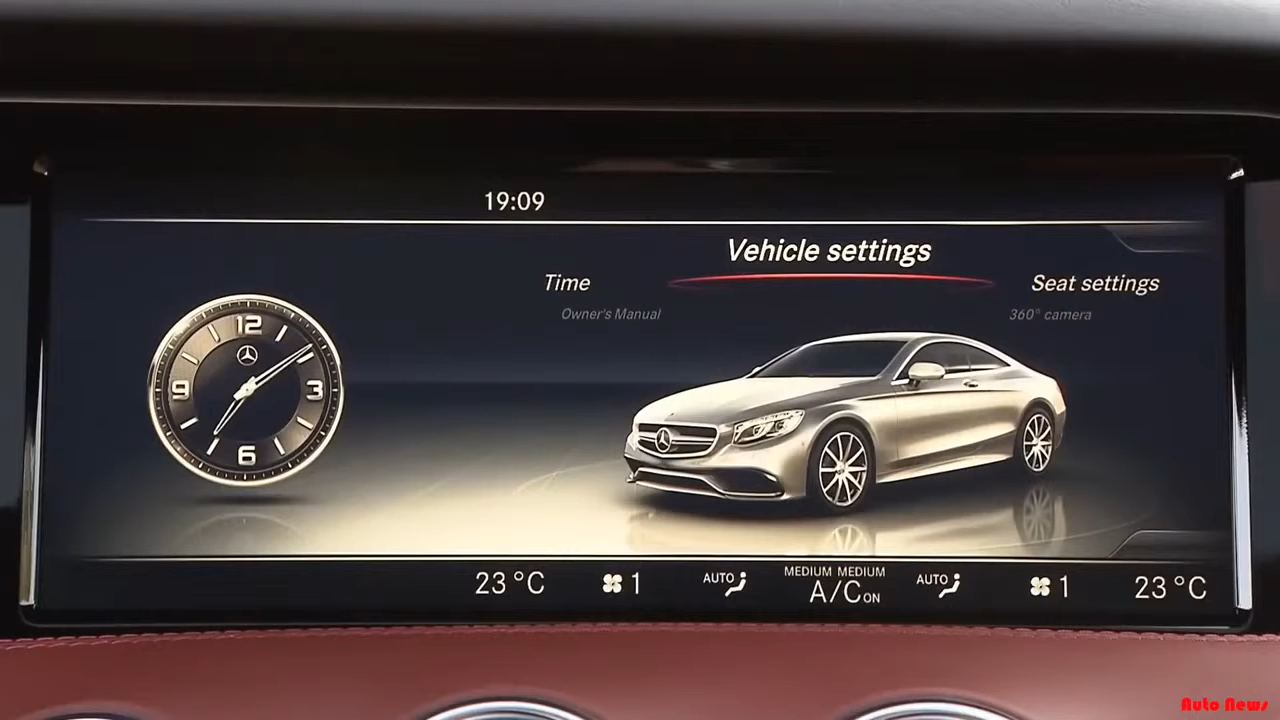 19:09
Vehicle settings
Time
Seat settings
Owner's Manual
360° camera
12
9
3
6
23°C
1
AUTO
MEDIUM MEDIUM
A/C ON
AUTO
1
23°C
Auto News